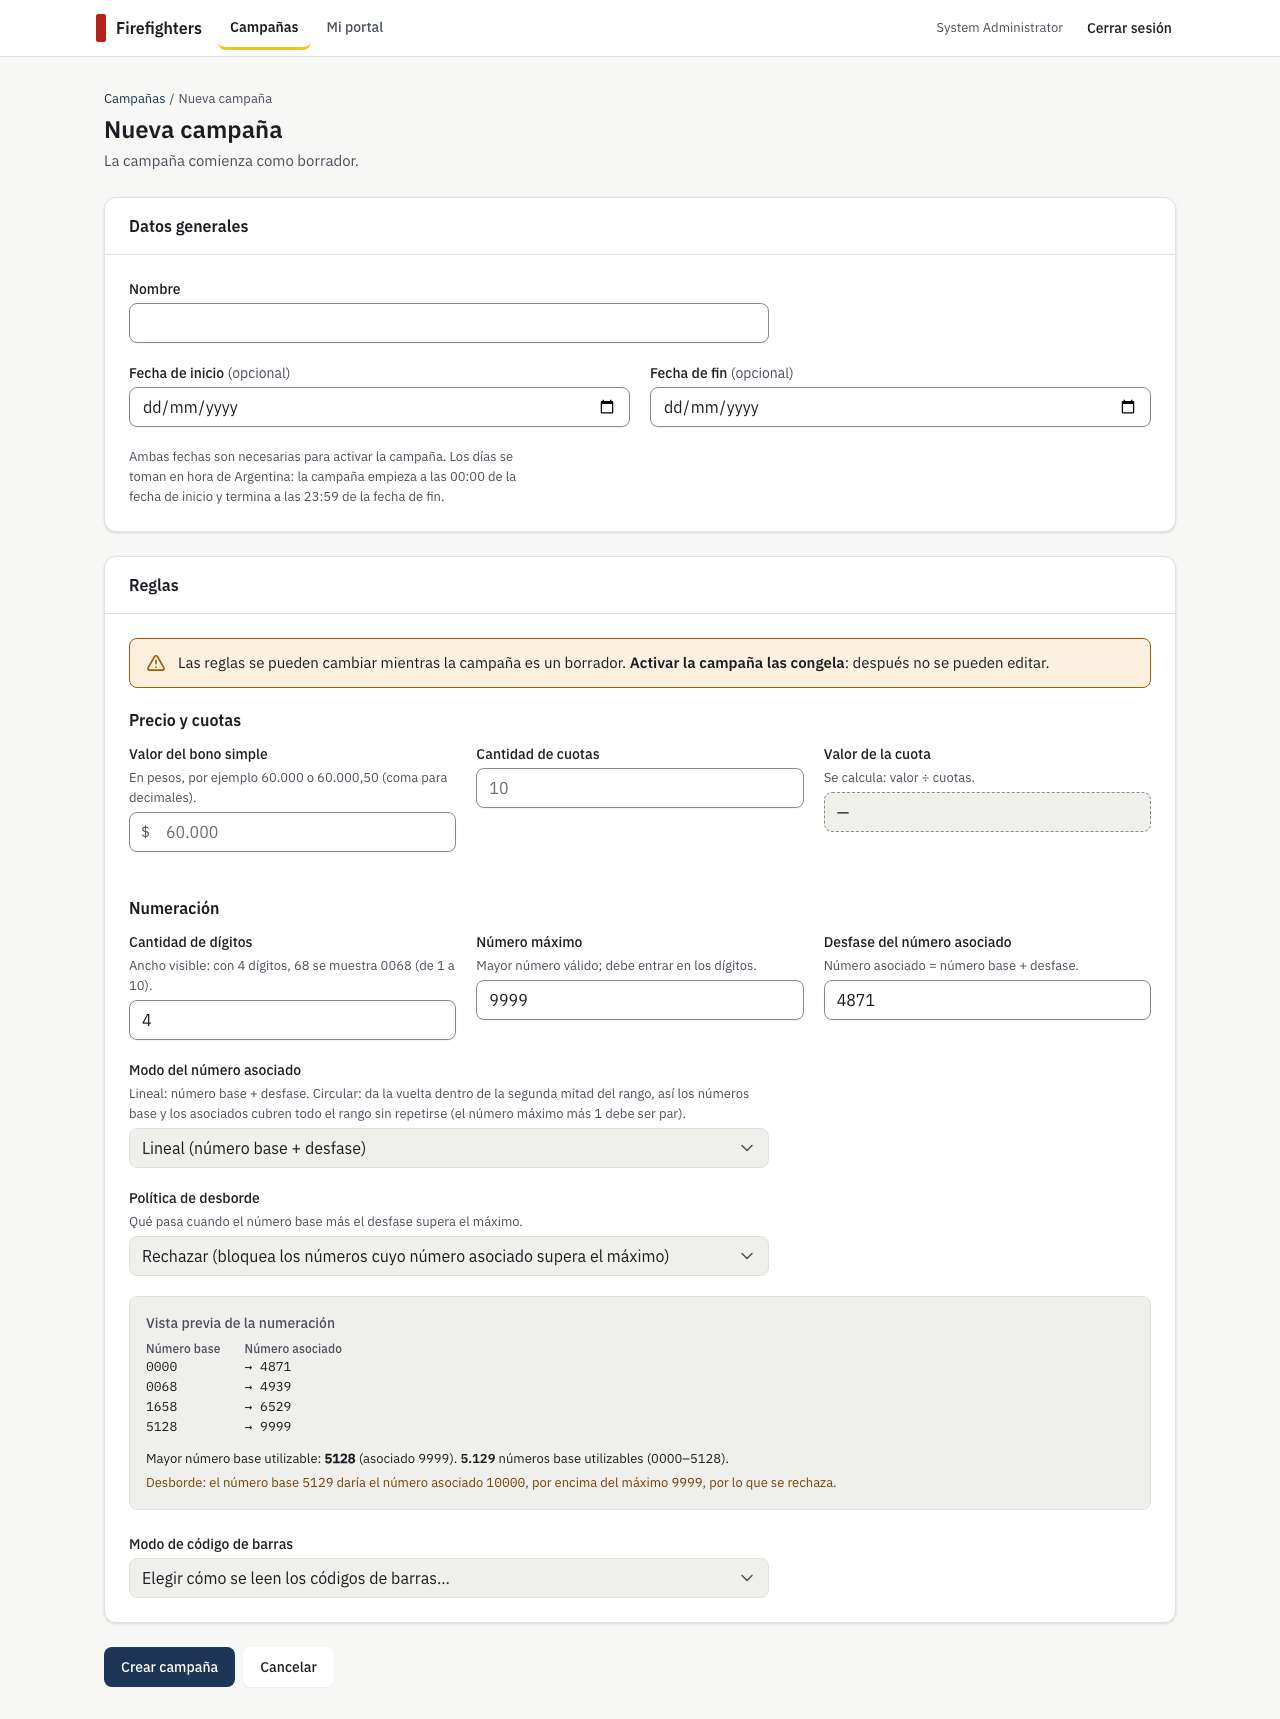 Firefighters
Campañas
Mi portal
System Administrator
Cerrar sesión
Campañas / Nueva campaña
Nueva campaña
La campaña comienza como borrador.
Datos generales
Nombre
Fecha de inicio (opcional)
dd/mm/yyyy
Fecha de fin (opcional)
dd/mm/yyyy
Ambas fechas son necesarias para activar la campaña. Los días se
toman en hora de Argentina: la campaña empieza a las 00:00 de la
fecha de inicio y termina a las 23:59 de la fecha de fin.
Reglas
Las reglas se pueden cambiar mientras la campaña es un borrador. Activar la campaña las congela: después no se pueden editar.
Precio y cuotas
Valor del bono simple
En pesos, por ejemplo 60.000 o 60.000,50 (coma para
decimales).
$ 60.000
Cantidad de cuotas
10
Valor de la cuota
Se calcula: valor ÷ cuotas.
—
Numeración
Cantidad de dígitos
Ancho visible: con 4 dígitos, 68 se muestra 0068 (de 1 a
10).
4
Número máximo
Mayor número válido; debe entrar en los dígitos.
9999
Desfase del número asociado
Número asociado = número base + desfase.
4871
Modo del número asociado
Lineal: número base + desfase. Circular: da la vuelta dentro de la segunda mitad del rango, así los números
base y los asociados cubren todo el rango sin repetirse (el número máximo más 1 debe ser par).
Lineal (número base + desfase)
Política de desborde
Qué pasa cuando el número base más el desfase supera el máximo.
Rechazar (bloquea los números cuyo número asociado supera el máximo)
Vista previa de la numeración
Número base Número asociado
0000 → 4871
0068 → 4939
1658 → 6529
5128 → 9999
Mayor número base utilizable: 5128 (asociado 9999). 5.129 números base utilizables (0000–5128).
Desborde: el número base 5129 daría el número asociado 10000, por encima del máximo 9999, por lo que se rechaza.
Modo de código de barras
Elegir cómo se leen los códigos de barras…
Crear campaña
Cancelar